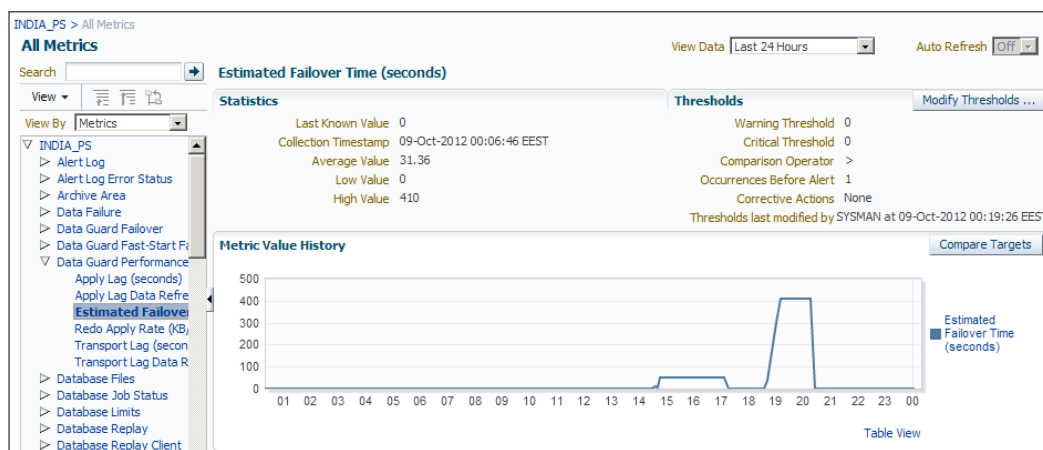 INDIA_PS > All Metrics
All Metrics
View Data Last 24 Hours
Auto Refresh Off
Search
View
View By Metrics
INDIA_PS
Alert Log
Alert Log Error Status
Archive Area
Data Failure
Data Guard Failover
Data Guard Fast-Start Fa
Data Guard Performance
Apply Lag (seconds)
Apply Lag Data Refre
Estimated Failover
Redo Apply Rate (KB/
Transport Lag (secon
Transport Lag Data R
Database Files
Database Job Status
Database Limits
Database Replay
Database Replay Client
Estimated Failover Time (seconds)
Statistics
Last Known Value 0
Collection Timestamp 09-Oct-2012 00:06:46 EEST
Average Value 31.36
Low Value 0
High Value 410
Thresholds
Modify Thresholds ...
Warning Threshold 0
Critical Threshold 0
Comparison Operator >
Occurrences Before Alert 1
Corrective Actions None
Thresholds last modified by SYSMAN at 09-Oct-2012 00:19:26 EEST
Metric Value History
Compare Targets
500
400
300
200
100
0
01 02 03 04 05 06 07 08 09 10 11 12 13 14 15 16 17 18 19 20 21 22 23 00
Estimated
Failover Time
(seconds)
Table View